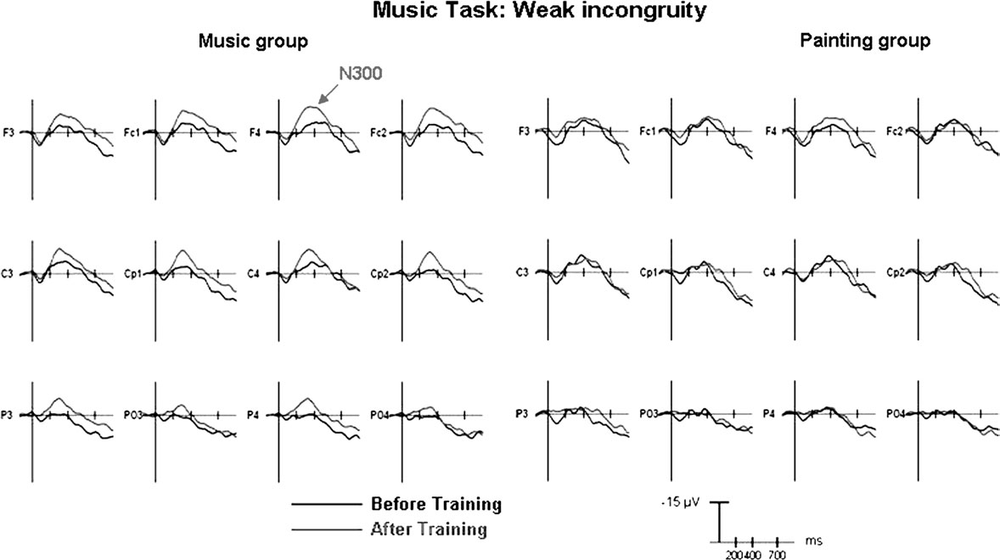 Music Task: Weak incongruity
Music group Painting group
N300
F3 Fc1 F4 Fc2 F3 Fc1 F4 Fc2
C3 Cp1 C4 Cp2 C3 Cp1 C4 Cp2
P3 PO3 P4 PO4 P3 PO3 P4 PO4
Before Training
After Training
-15 µV
ms
200 400 700